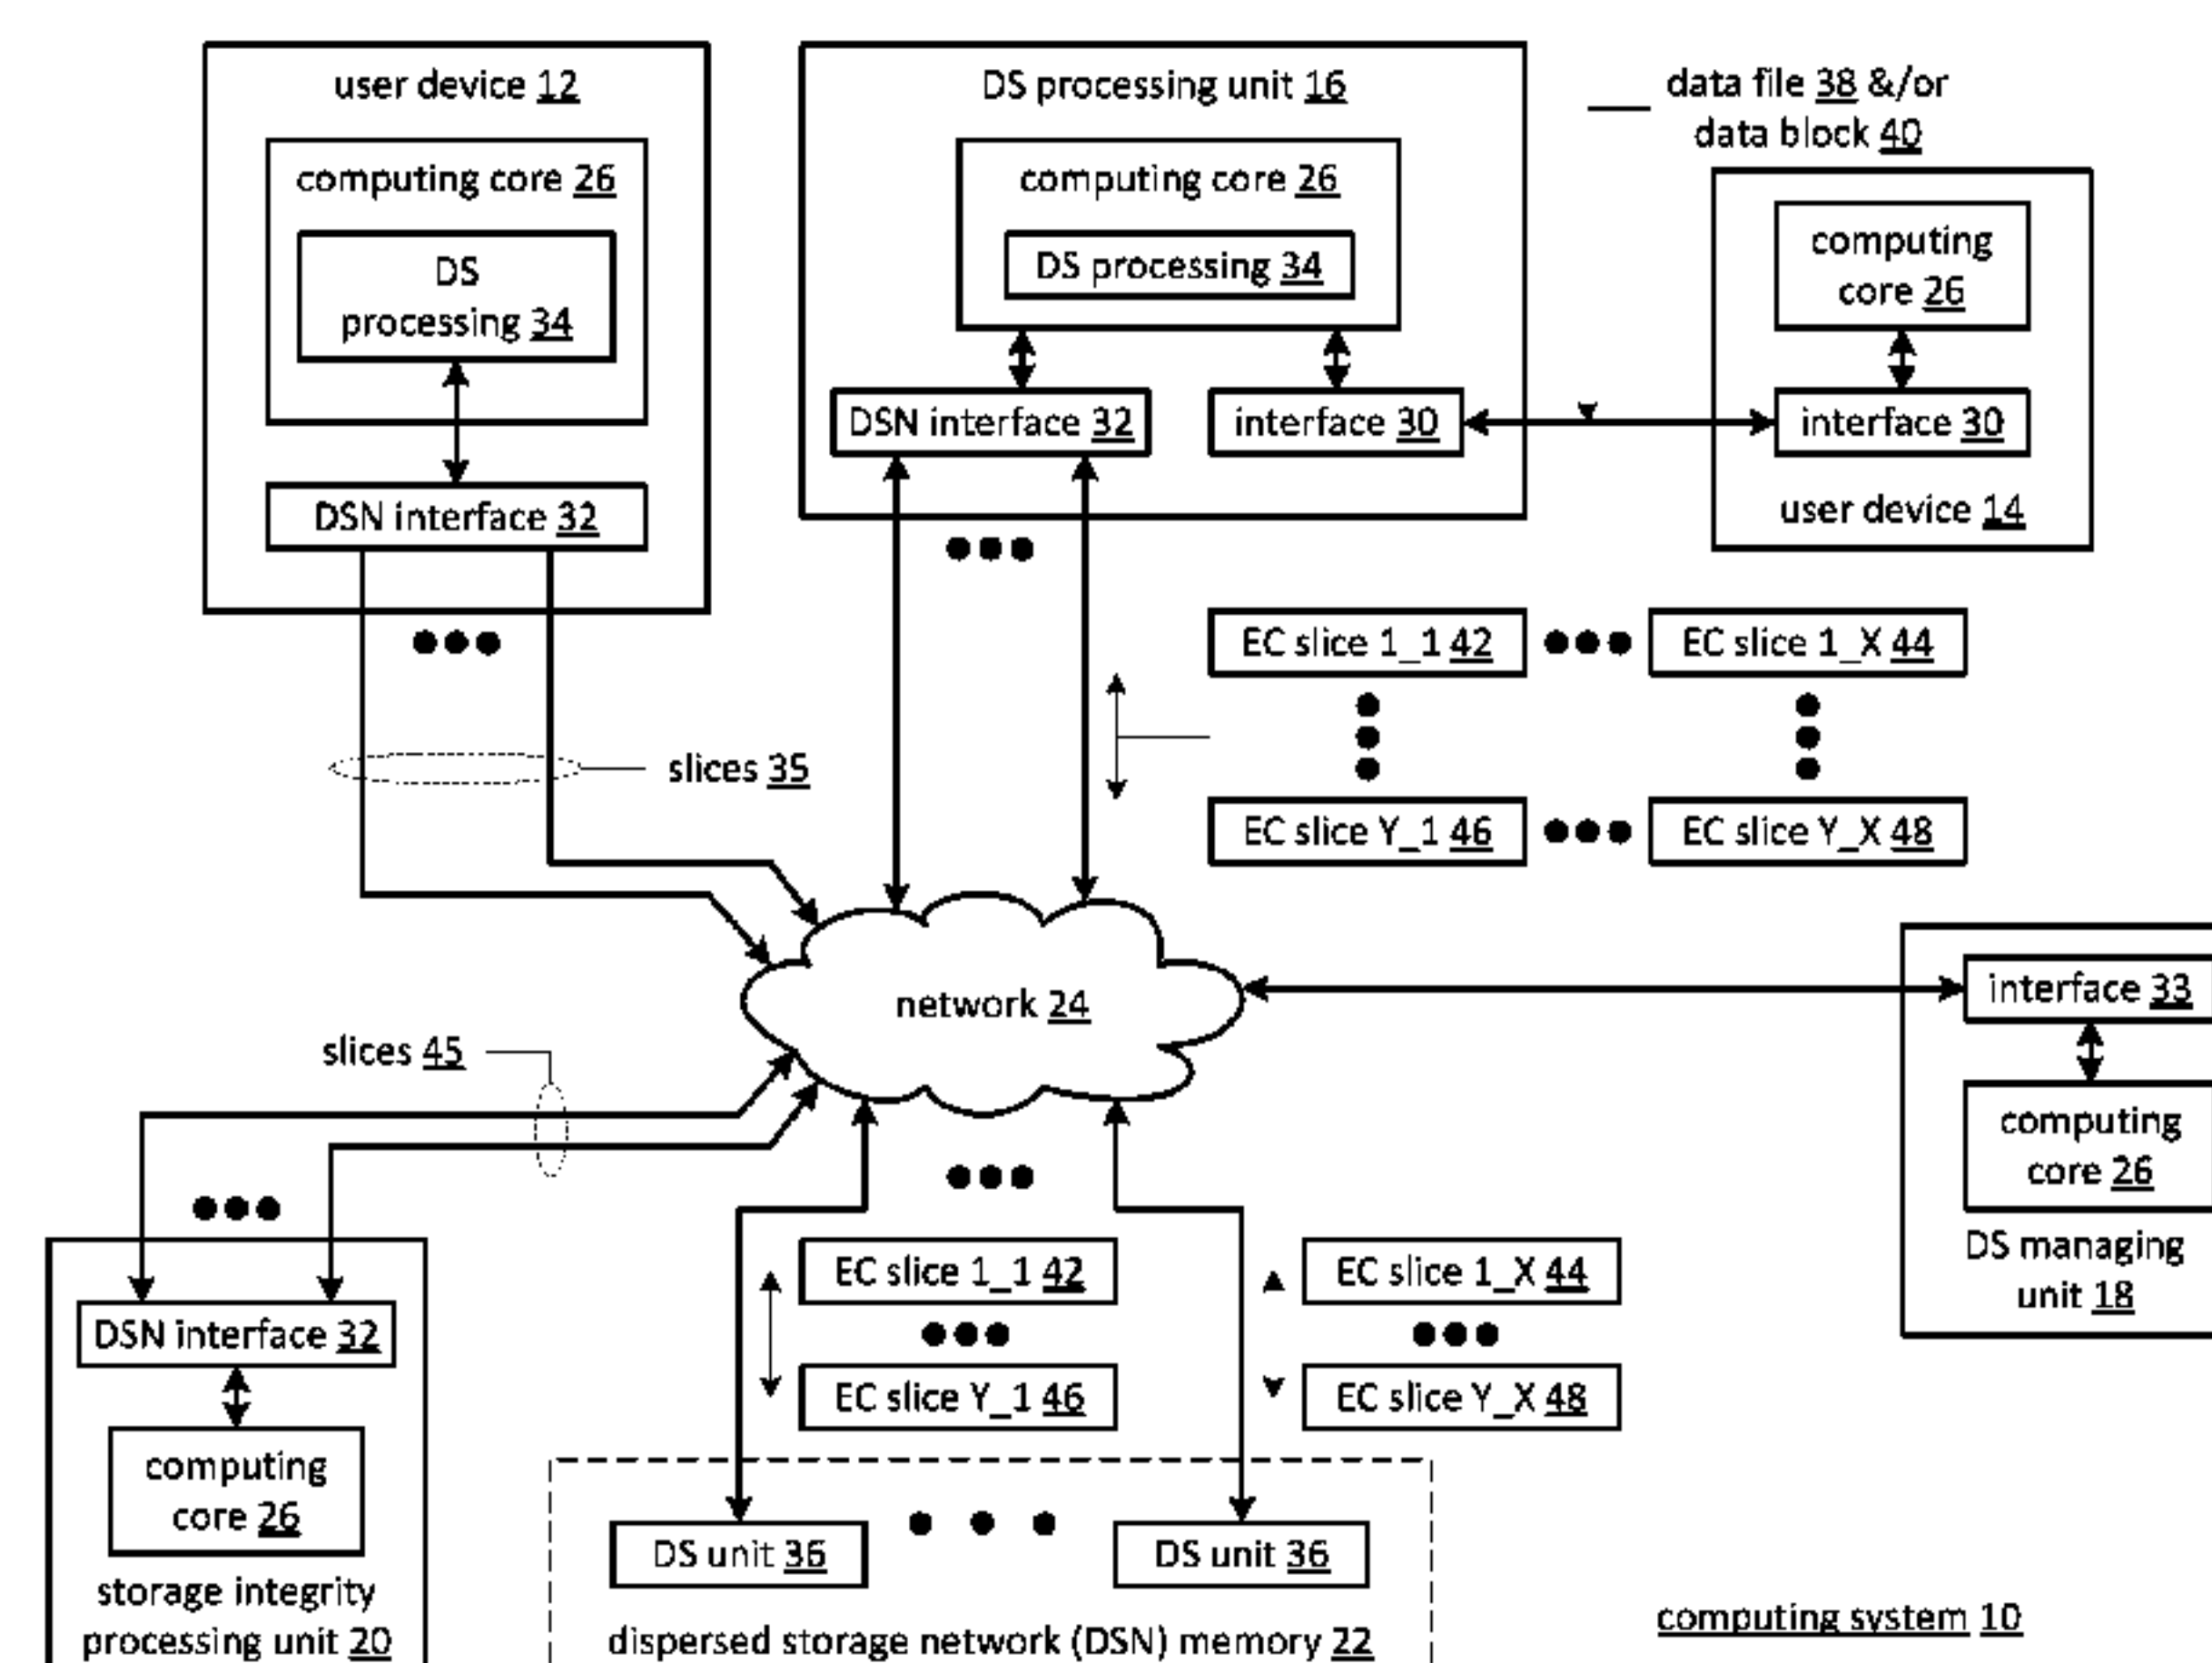 user device 12
computing core 26
DS
processing 34
DSN interface 32
slices 35
DS processing unit 16
computing core 26
DS processing 34
DSN interface 32
interface 30
data file 38 &/or
data block 40
computing
core 26
interface 30
user device 14
EC slice 1_1 42
EC slice 1_X 44
EC slice Y_1 46
EC slice Y_X 48
network 24
interface 33
computing
core 26
DS managing
unit 18
slices 45
DSN interface 32
computing
core 26
storage integrity
processing unit 20
EC slice 1_1 42
EC slice 1_X 44
EC slice Y_1 46
EC slice Y_X 48
DS unit 36
DS unit 36
dispersed storage network (DSN) memory 22
computing system 10